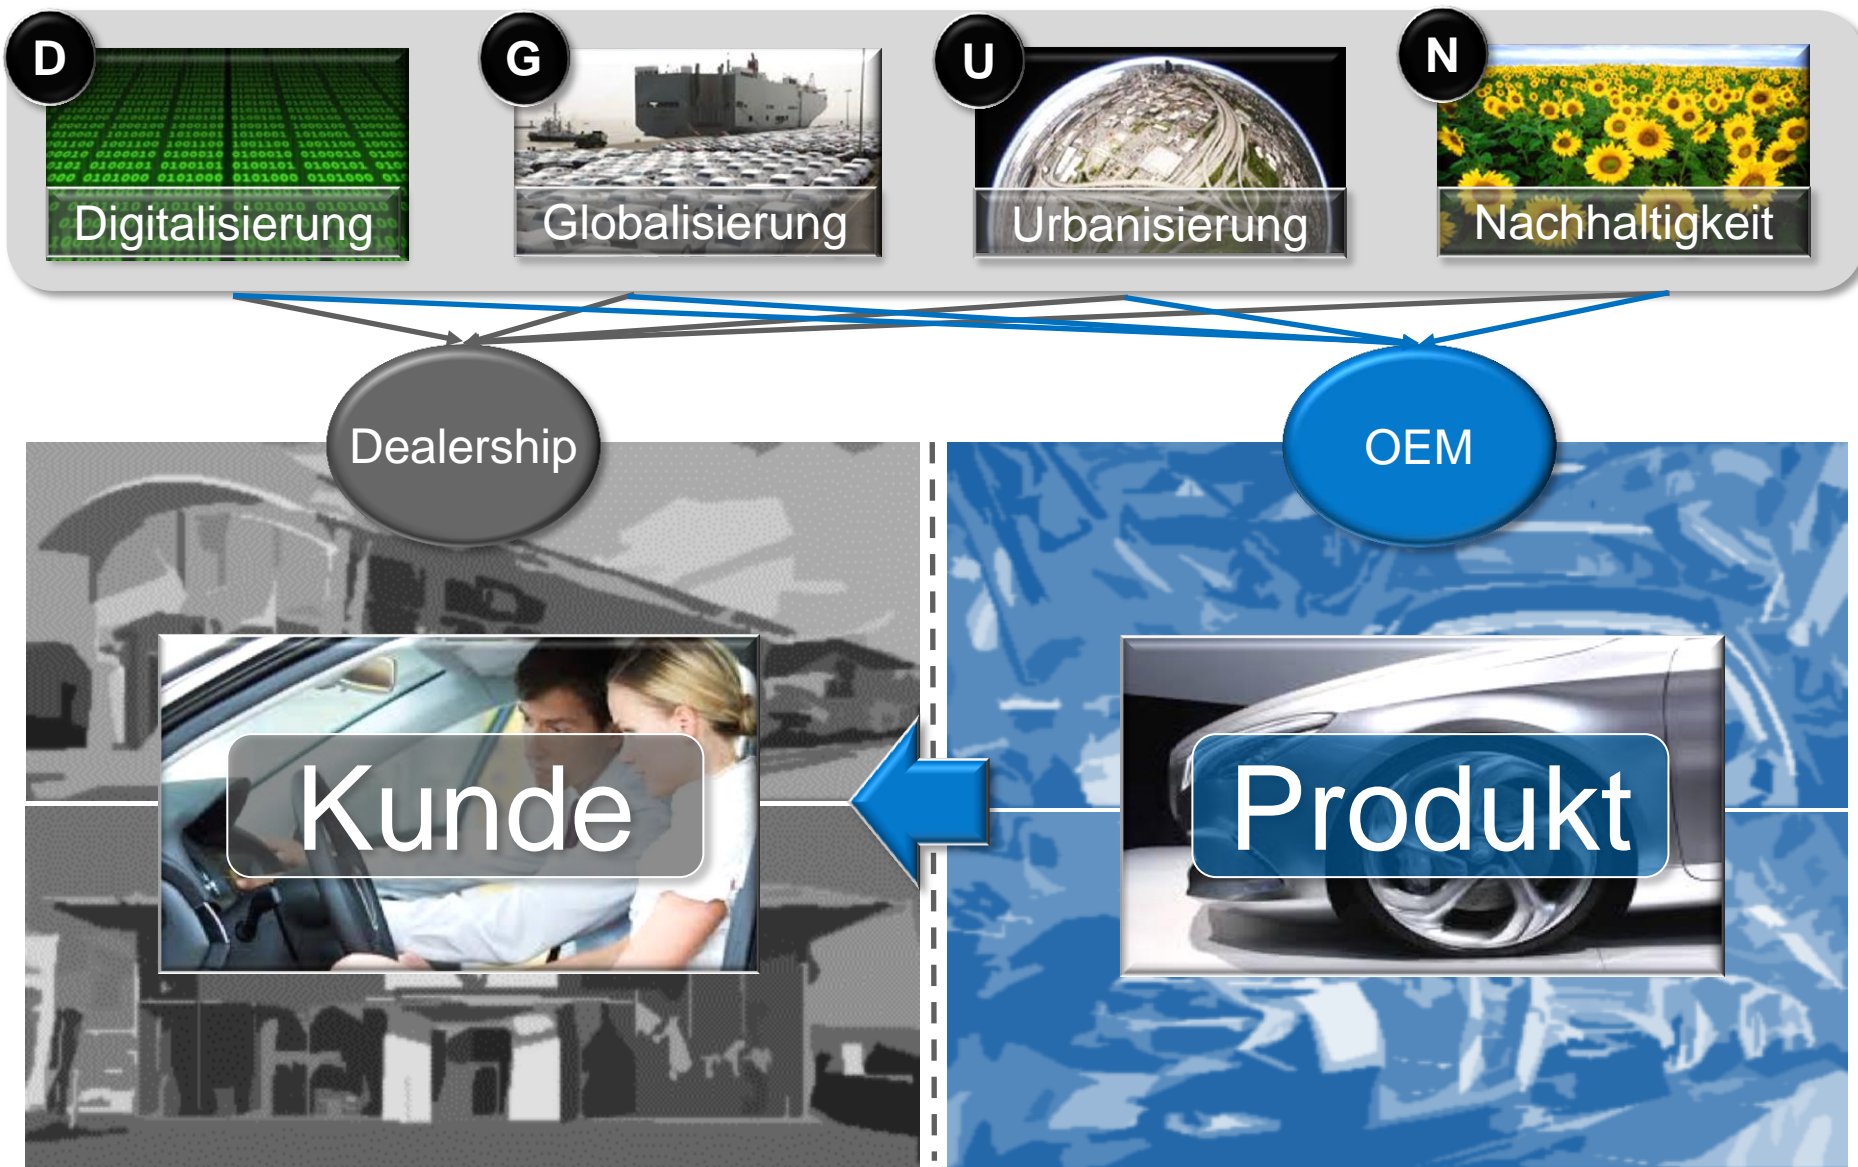 D
G
U
N
Digitalisierung
Globalisierung
Urbanisierung
Nachhaltigkeit
Dealership
OEM
Kunde
Produkt